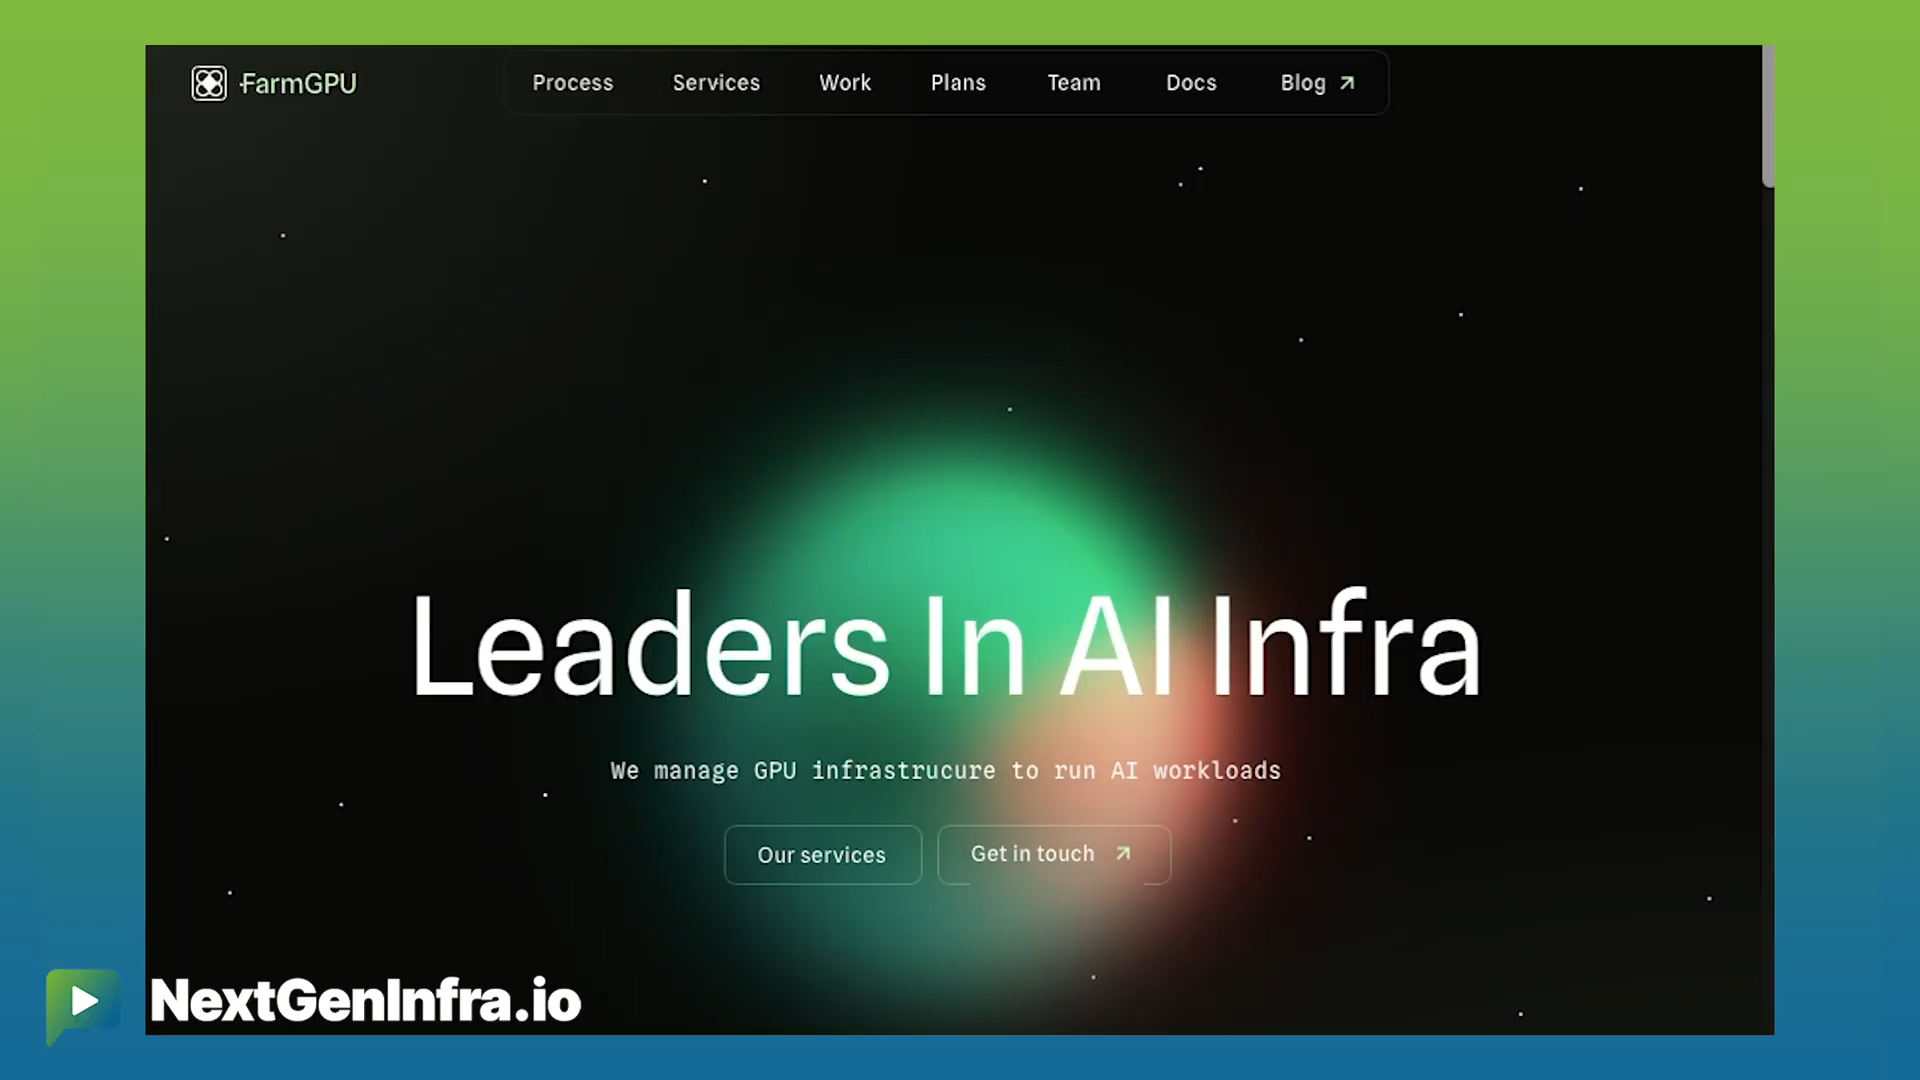 FarmGPU
Process Services Work Plans Team Docs Blog
Leaders In AI Infra
We manage GPU infrastrucure to run AI workloads
Our services Get in touch
NextGenInfra.io